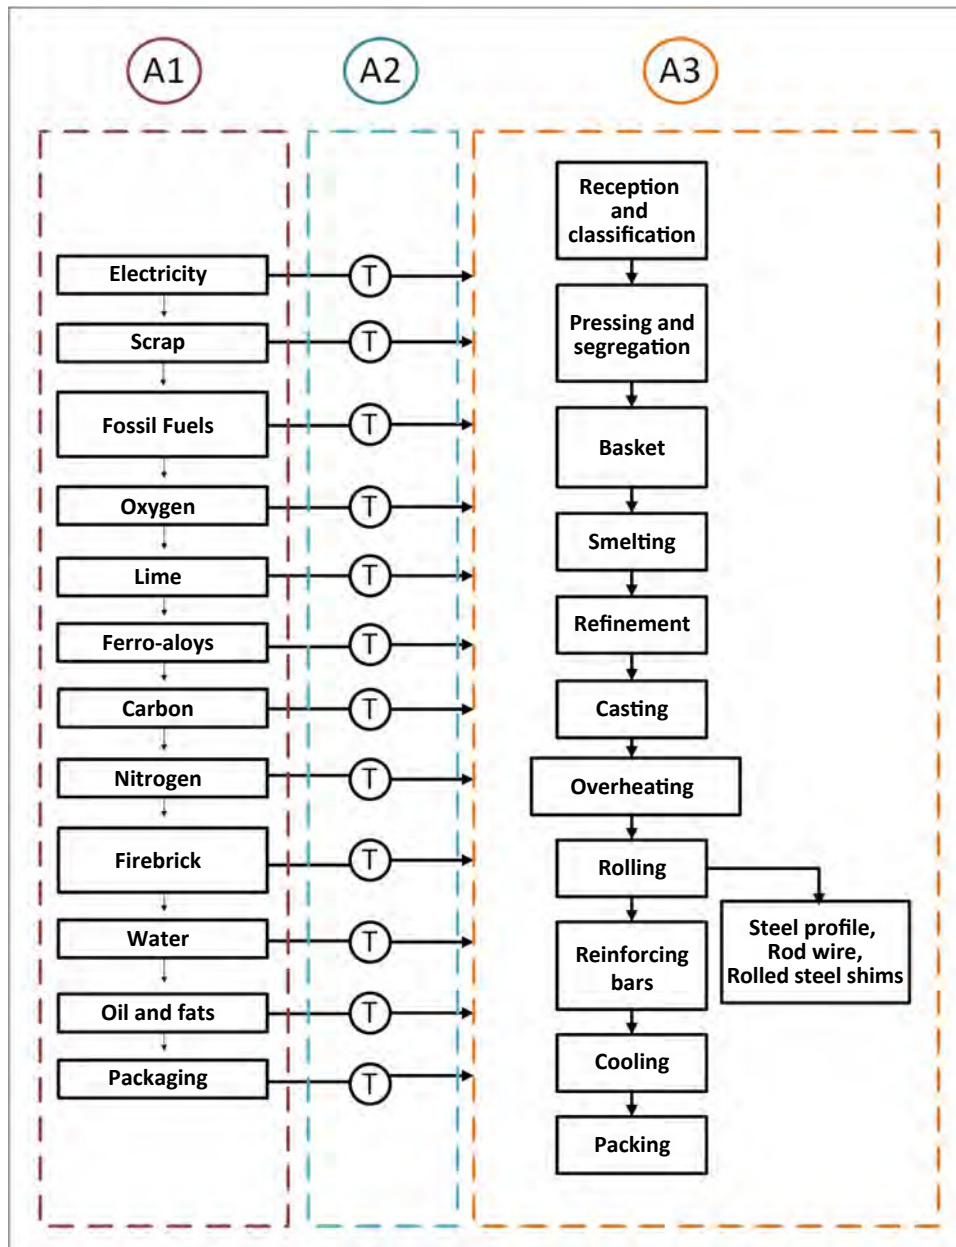 A1
A2
A3
Electricity
Scrap
Fossil Fuels
Oxygen
Lime
Ferro-aloys
Carbon
Nitrogen
Firebrick
Water
Oil and fats
Packaging
T
T
T
T
T
T
T
T
T
T
T
T
Reception
and
classification
Pressing and
segregation
Basket
Smelting
Refinement
Casting
Overheating
Rolling
Steel profile,
Rod wire,
Rolled steel shims
Reinforcing
bars
Cooling
Packing